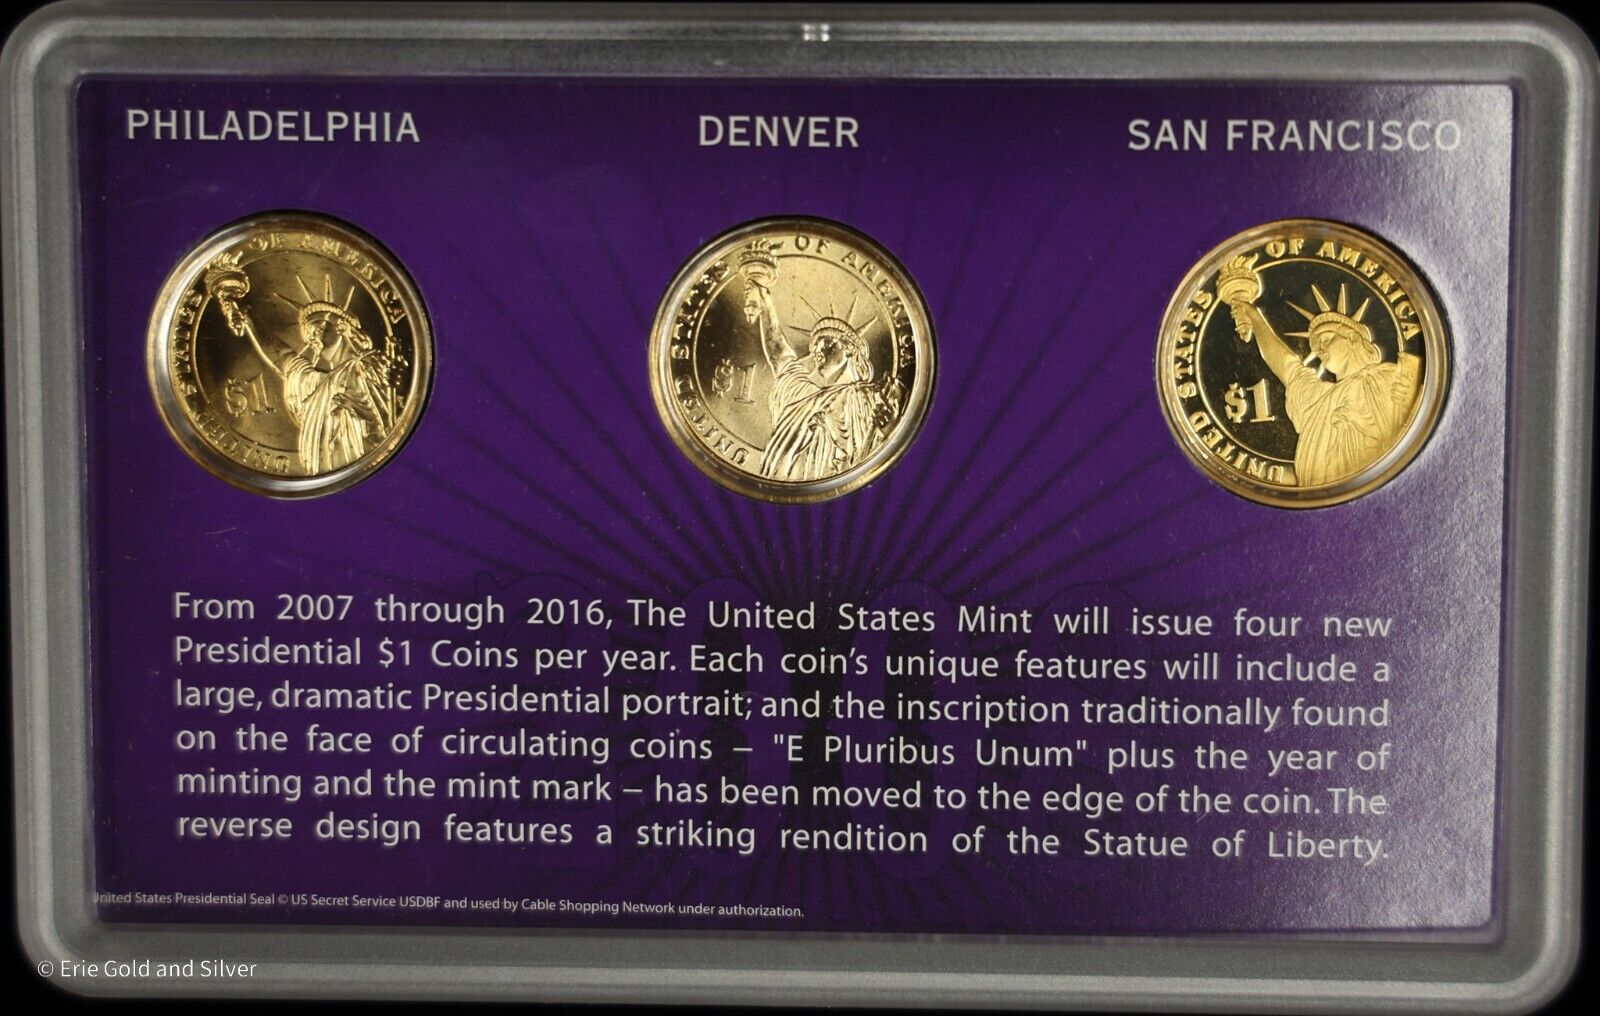 PHILADELPHIA DENVER SAN FRANCISCO
UNITED STATES OF AMERICA
$1
UNITED STATES OF AMERICA
$1
UNITED STATES OF AMERICA
$1
From 2007 through 2016, The United States Mint will issue four new
Presidential $1 Coins per year. Each coin's unique features will include a
large, dramatic Presidential portrait; and the inscription traditionally found
on the face of circulating coins – "E Pluribus Unum" plus the year of
minting and the mint mark – has been moved to the edge of the coin. The
reverse design features a striking rendition of the Statue of Liberty.
United States Presidential Seal © US Secret Service USDBF and used by Cable Shopping Network under authorization.
© Erie Gold and Silver